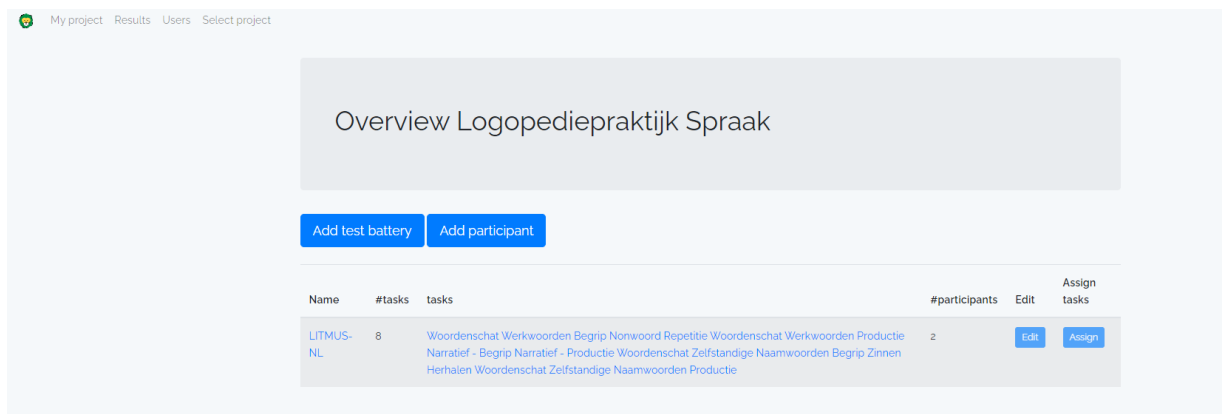 My project Results Users Select project
Overview Logopediepraktijk Spraak
Add test battery Add participant
Name #tasks tasks #participants Edit Assign tasks
LITMUS-NL 8 Woordenschat Werkwoorden Begrip Nonwoord Repetitie Woordenschat Werkwoorden Productie 2 Edit Assign
Narratief - Begrip Narratief - Productie Woordenschat Zelfstandige Naamwoorden Begrip Zinnen
Herhalen Woordenschat Zelfstandige Naamwoorden Productie